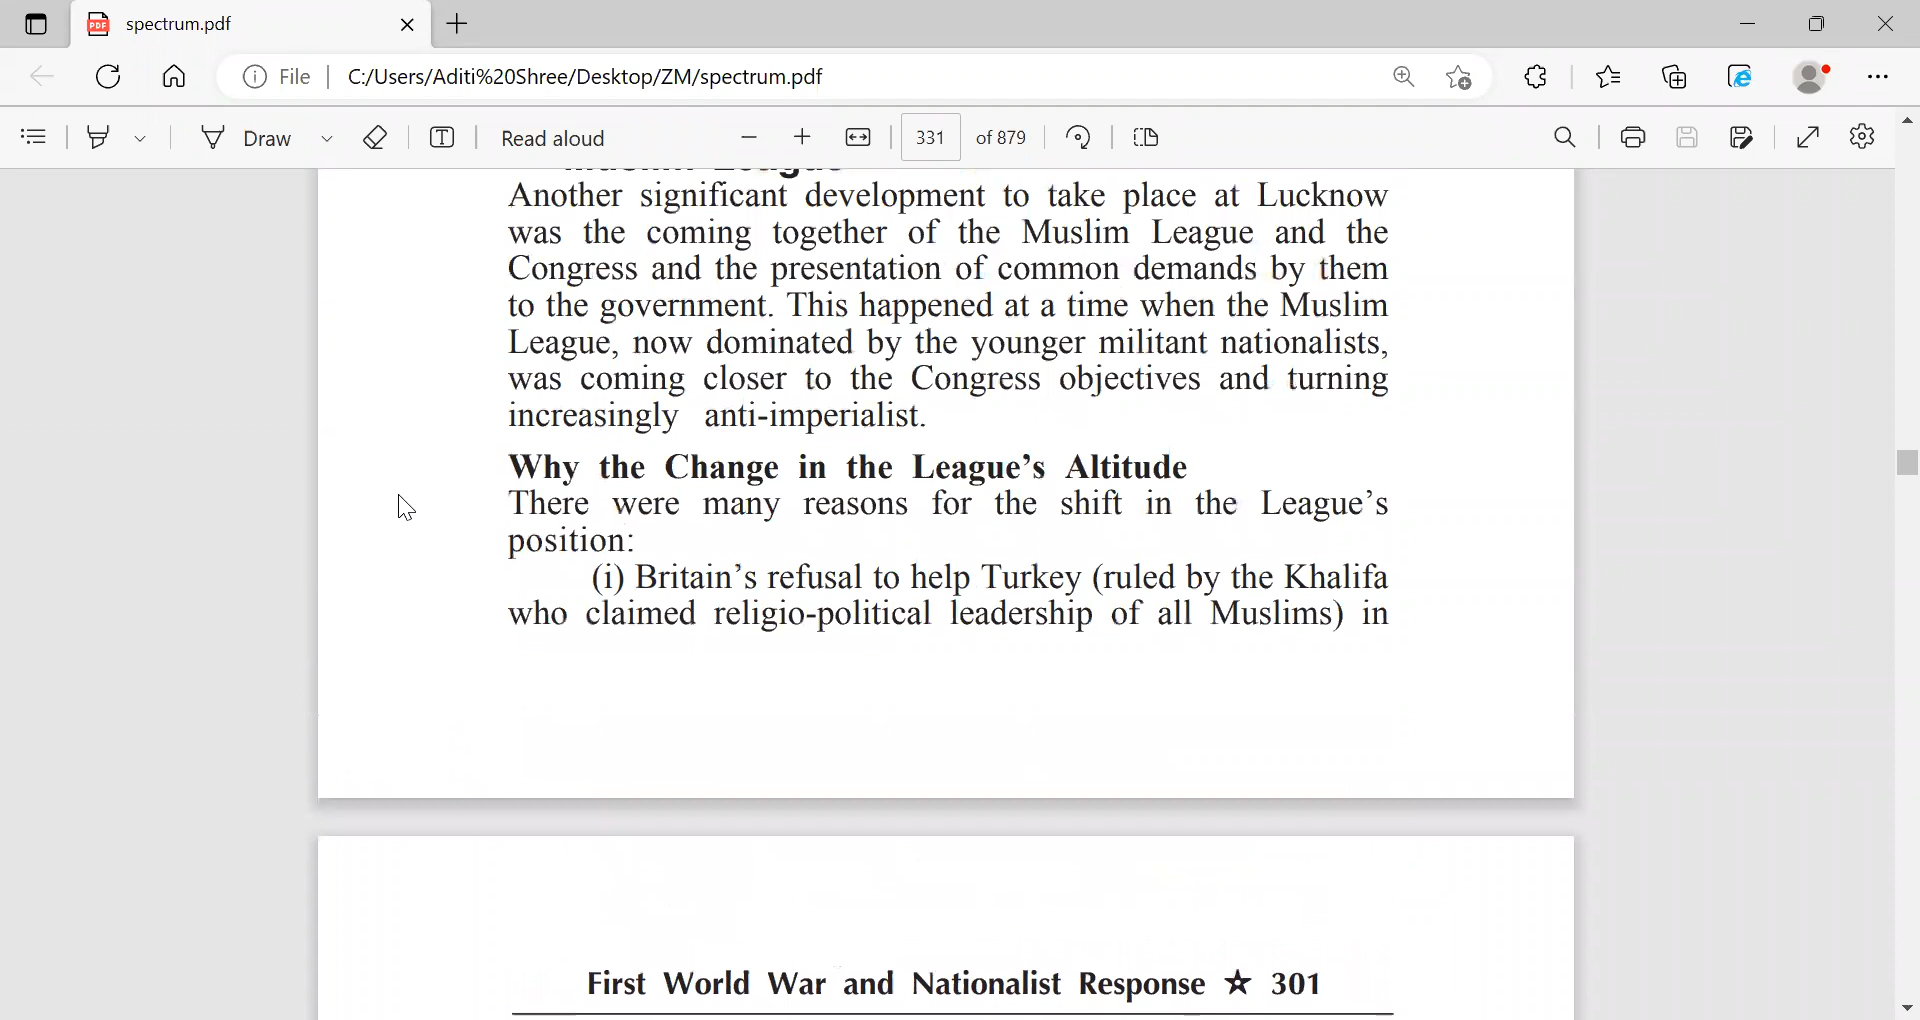 spectrum.pdf
File C:/Users/Aditi%20Shree/Desktop/ZM/spectrum.pdf
Draw Read aloud 331 of 879
Muslim League
Another significant development to take place at Lucknow
was the coming together of the Muslim League and the
Congress and the presentation of common demands by them
to the government. This happened at a time when the Muslim
League, now dominated by the younger militant nationalists,
was coming closer to the Congress objectives and turning
increasingly anti-imperialist.
Why the Change in the League’s Altitude
There were many reasons for the shift in the League’s
position:
(i) Britain’s refusal to help Turkey (ruled by the Khalifa
who claimed religio-political leadership of all Muslims) in
First World War and Nationalist Response ☆ 301